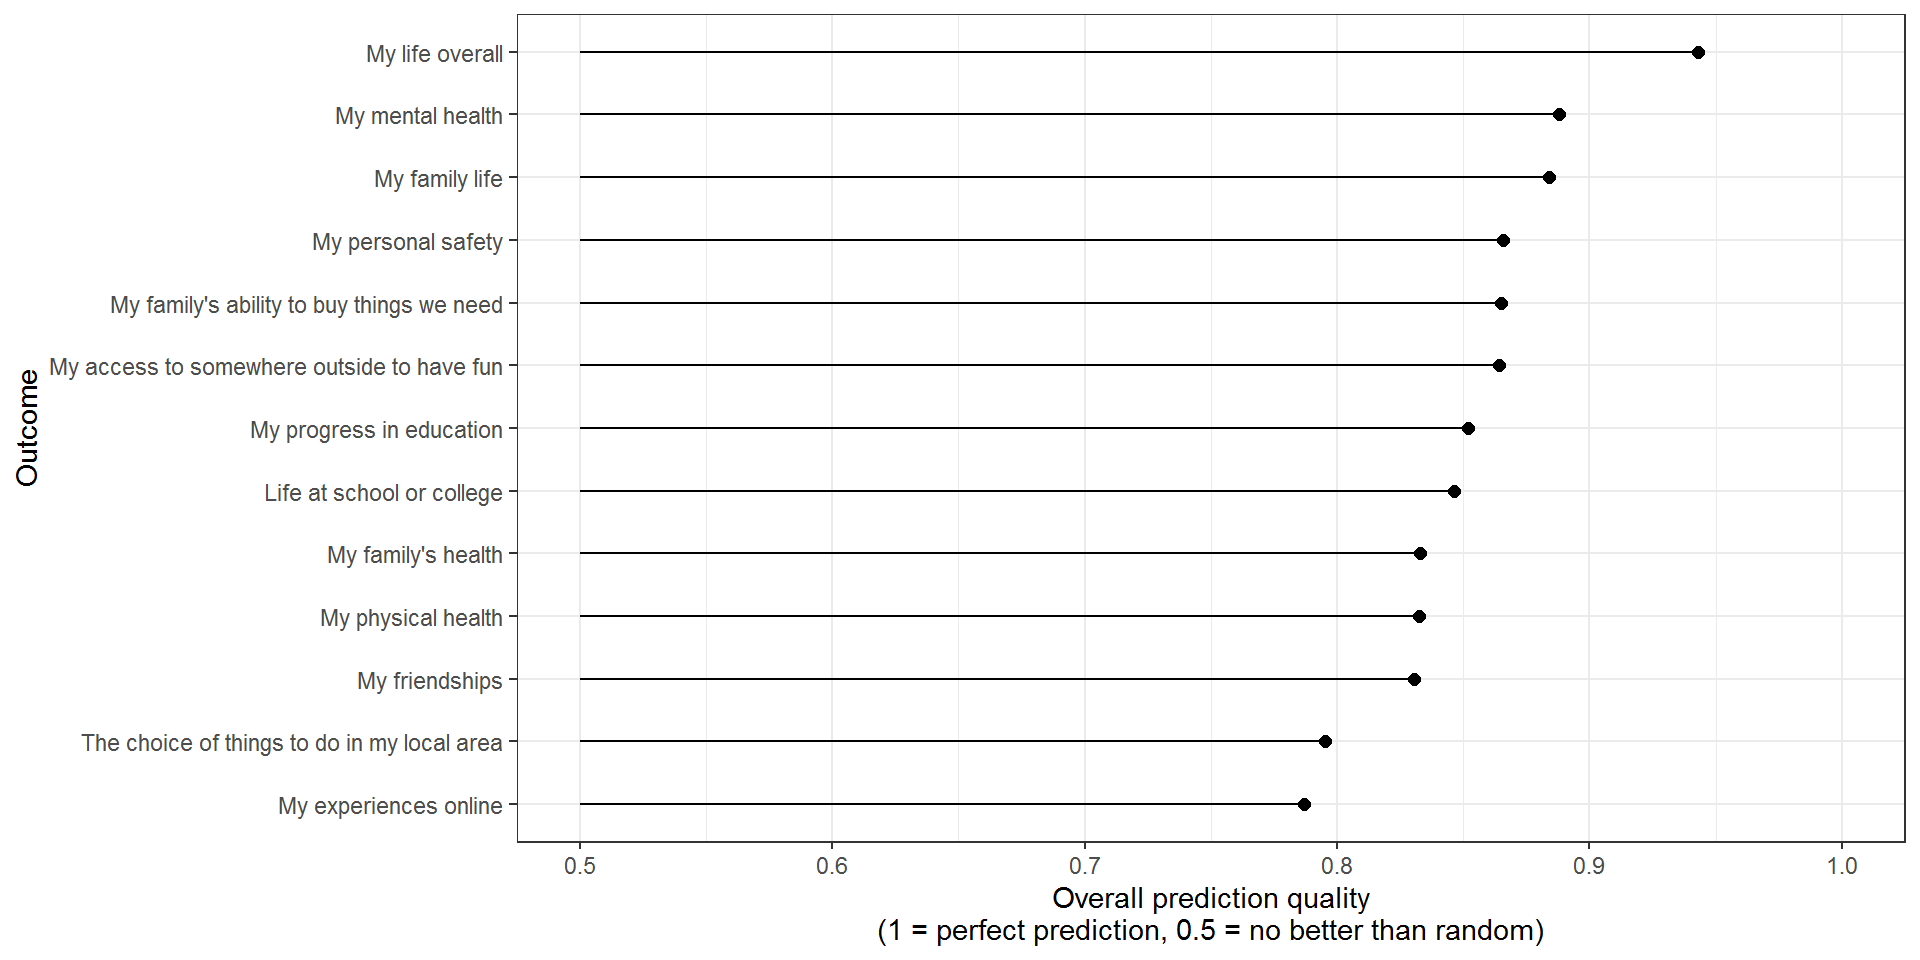 My life overall
My mental health
My family life
My personal safety
My family's ability to buy things we need
My access to somewhere outside to have fun
My progress in education
Life at school or college
My family's health
My physical health
My friendships
The choice of things to do in my local area
My experiences online
Outcome
0.5 0.6 0.7 0.8 0.9 1.0
Overall prediction quality
(1 = perfect prediction, 0.5 = no better than random)